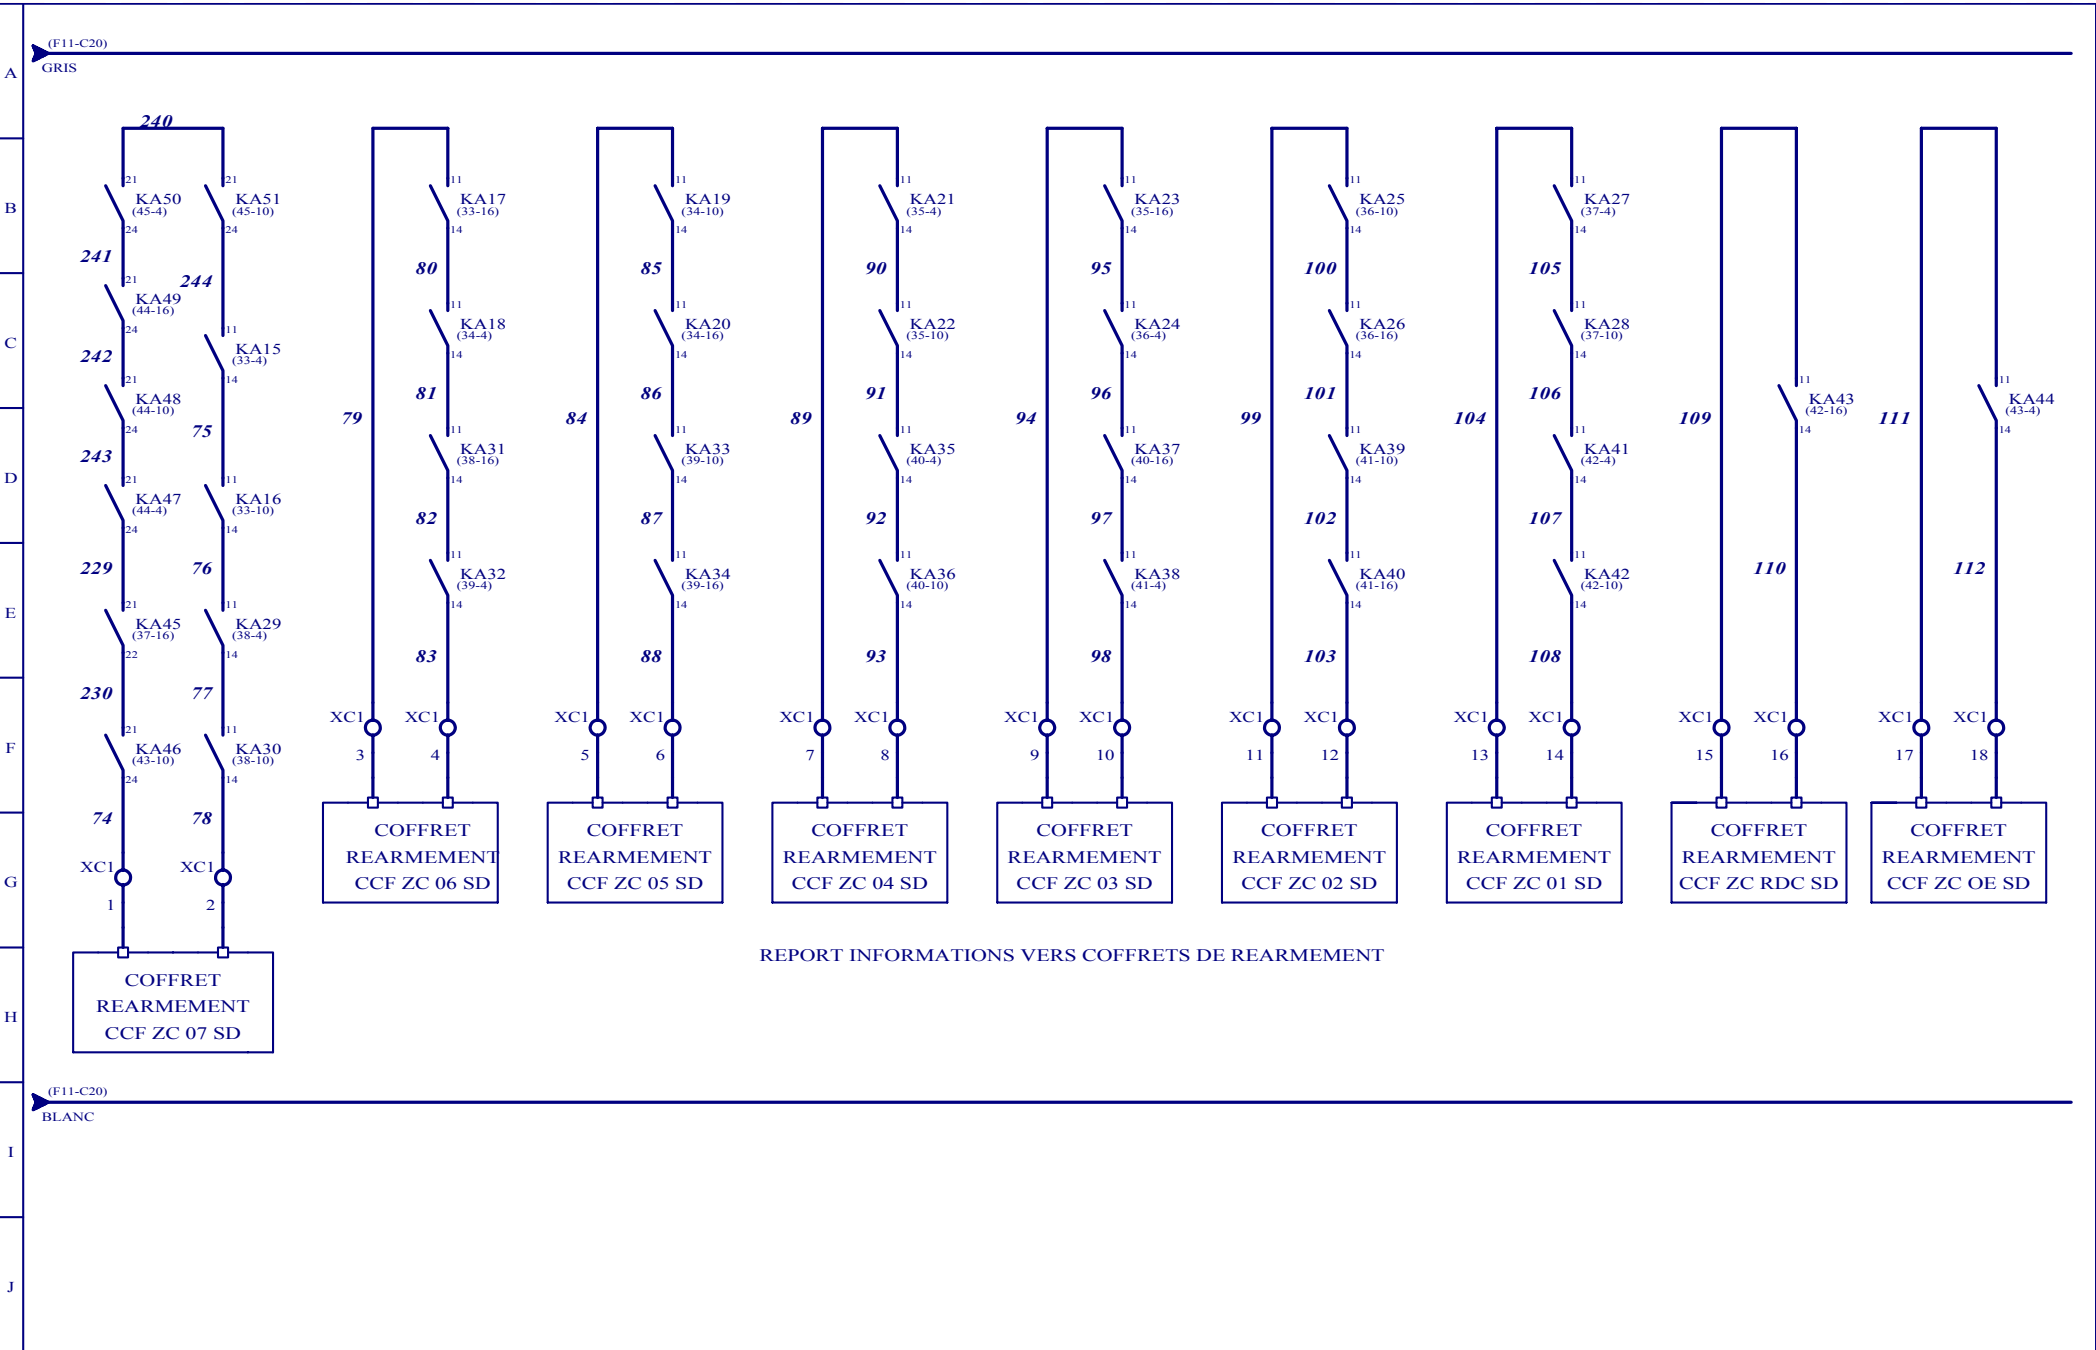 (F11-C20)
GRIS
A
B
C
D
E
F
G
H
I
J
240
21
KA50
(45-4)
24
241
21
KA49
(44-16)
24
242
21
KA48
(44-10)
24
243
21
KA47
(44-4)
24
229
21
KA45
(37-16)
22
230
21
KA46
(43-10)
24
74
XC1
1
21
KA51
(45-10)
24
244
11
KA15
(33-4)
14
75
11
KA16
(33-10)
14
76
11
KA29
(38-4)
14
77
11
KA30
(38-10)
14
78
XC1
2
COFFRET
REARMEMENT
CCF ZC 07 SD
79
XC1
3
11
KA17
(33-16)
14
80
11
KA18
(34-4)
14
81
11
KA31
(38-16)
14
82
11
KA32
(39-4)
14
83
XC1
4
COFFRET
REARMEMENT
CCF ZC 06 SD
84
XC1
5
11
KA19
(34-10)
14
85
11
KA20
(34-16)
14
86
11
KA33
(39-10)
14
87
11
KA34
(39-16)
14
88
XC1
6
COFFRET
REARMEMENT
CCF ZC 05 SD
89
XC1
7
11
KA21
(35-4)
14
90
11
KA22
(35-10)
14
91
11
KA35
(40-4)
14
92
11
KA36
(40-10)
14
93
XC1
8
COFFRET
REARMEMENT
CCF ZC 04 SD
94
XC1
9
11
KA23
(35-16)
14
95
11
KA24
(36-4)
14
96
11
KA37
(40-16)
14
97
11
KA38
(41-4)
14
98
XC1
10
COFFRET
REARMEMENT
CCF ZC 03 SD
99
XC1
11
11
KA25
(36-10)
14
100
11
KA26
(36-16)
14
101
11
KA39
(41-10)
14
102
11
KA40
(41-16)
14
103
XC1
12
COFFRET
REARMEMENT
CCF ZC 02 SD
104
XC1
13
11
KA27
(37-4)
14
105
11
KA28
(37-10)
14
106
11
KA41
(42-4)
14
107
11
KA42
(42-10)
14
108
XC1
14
COFFRET
REARMEMENT
CCF ZC 01 SD
109
XC1
15
11
KA43
(42-16)
14
110
XC1
16
COFFRET
REARMEMENT
CCF ZC RDC SD
111
XC1
17
11
KA44
(43-4)
14
112
XC1
18
COFFRET
REARMEMENT
CCF ZC OE SD
REPORT INFORMATIONS VERS COFFRETS DE REARMEMENT
(F11-C20)
BLANC